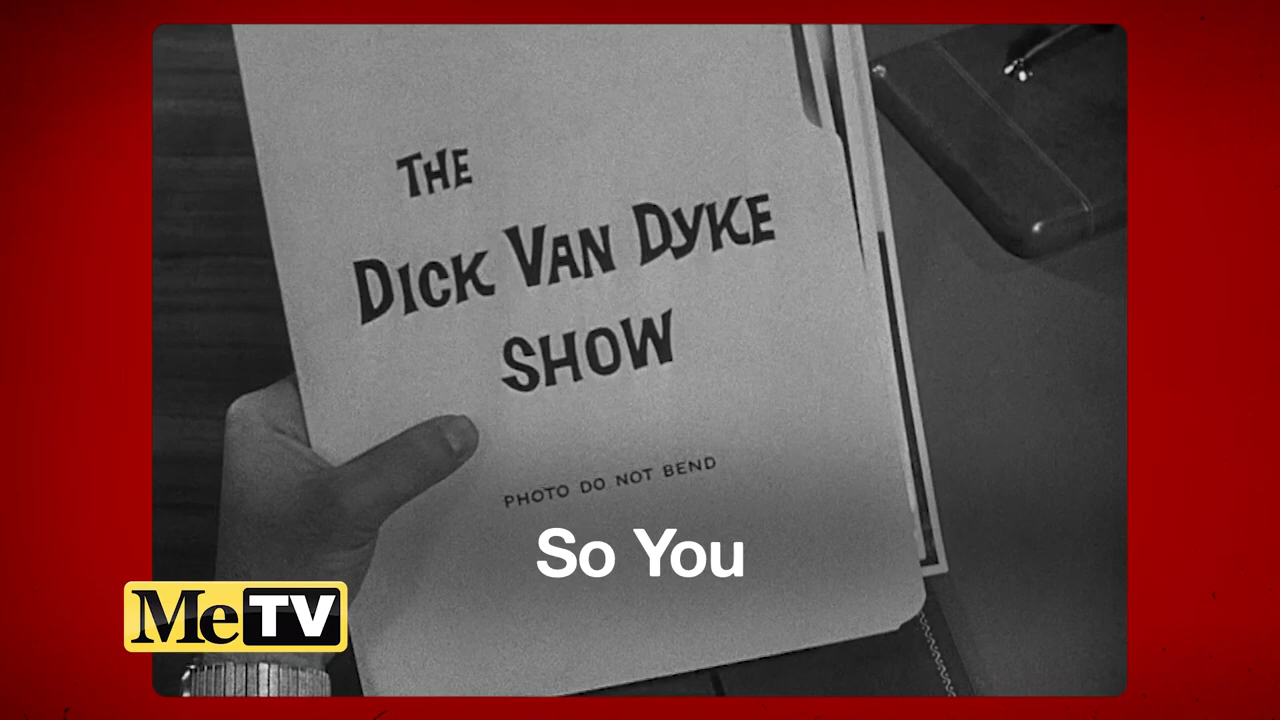 THE
DICK VAN DYKE
SHOW
PHOTO DO NOT BEND
So You
MeTV